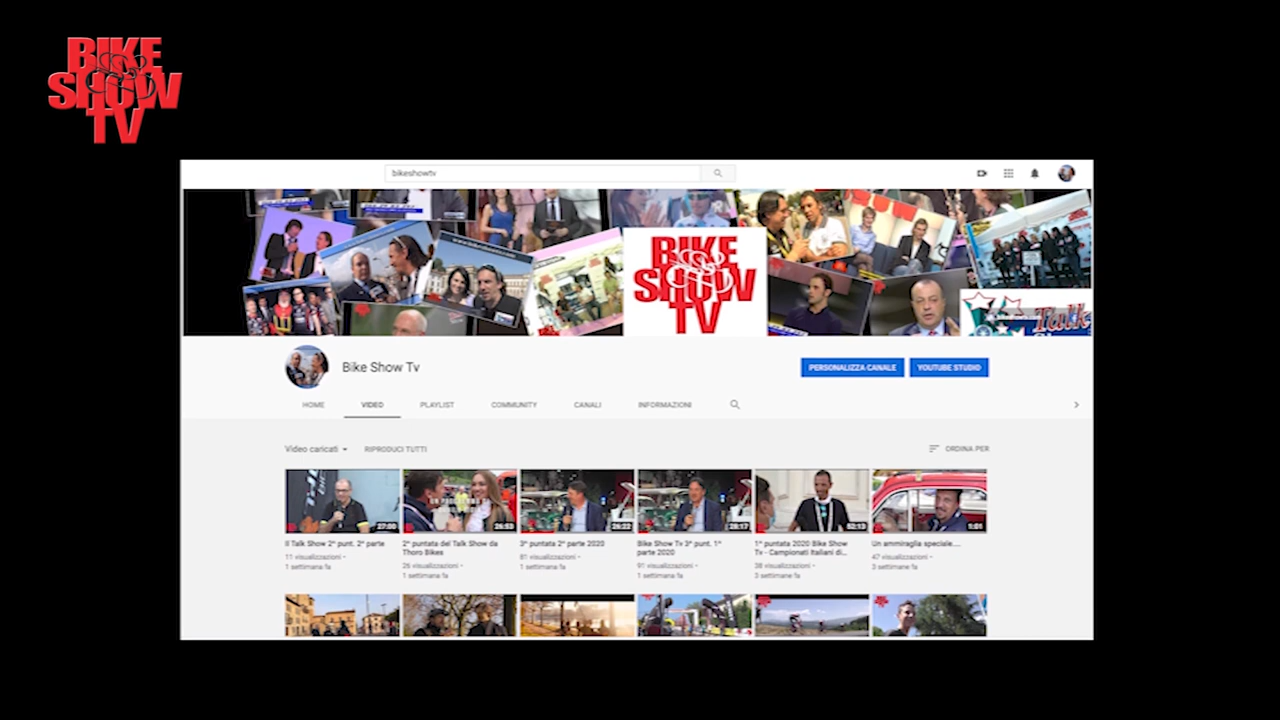 BIKE
SHOW
TV
bikeshowtv
BIKE
SHOW
TV
Talk
Bike Show Tv
PERSONALIZZA CANALE
YOUTUBE STUDIO
HOME
VIDEO
PLAYLIST
COMMUNITY
CANALI
INFORMAZIONI
Video caricati
RIPRODUCI TUTTI
ORDINA PER
27:00
26:53
26:22
28:17
52:13
1:01
Il Talk Show 2ª punt. 2ª parte
11 visualizzazioni •
1 settimana fa
2ª puntata del Talk Show da
Thoro Bikes
26 visualizzazioni •
1 settimana fa
3ª puntata 2ª parte 2020
81 visualizzazioni •
1 settimana fa
Bike Show Tv 3ª punt. 1ª
parte 2020
91 visualizzazioni •
1 settimana fa
1ª puntata 2020 Bike Show
Tv - Campionati Italiani di...
38 visualizzazioni •
3 settimane fa
Un ammiraglia speciale....
47 visualizzazioni •
3 settimane fa